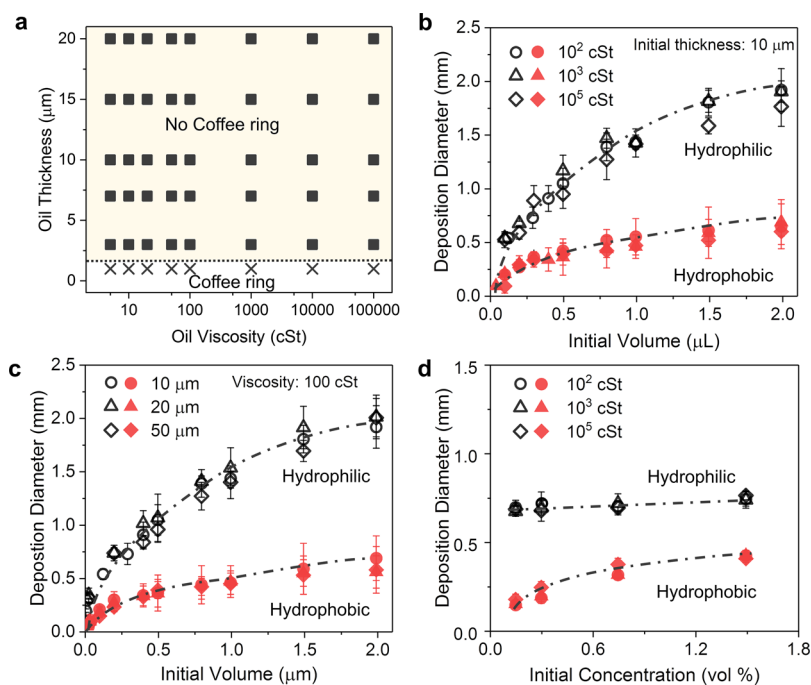 a
20
15
10
5
0
Oil Thickness (μm)
No Coffee ring
Coffee ring
10
100
1000
10000
100000
Oil Viscosity (cSt)
b
2.5
2.0
1.5
1.0
0.5
0.0
Deposition Diameter (mm)
10² cSt
10³ cSt
10⁵ cSt
Initial thickness: 10 μm
Hydrophilic
Hydrophobic
0.0
0.5
1.0
1.5
2.0
Initial Volume (μL)
c
2.5
2.0
1.5
1.0
0.5
0.0
Depostion Diameter (mm)
10 μm
20 μm
50 μm
Viscosity: 100 cSt
Hydrophilic
Hydrophobic
0.0
0.5
1.0
1.5
2.0
Initial Volume (μm)
d
1.5
1.0
0.5
0.0
Deposition Diameter (mm)
10² cSt
10³ cSt
10⁵ cSt
Hydrophilic
Hydrophobic
0.0
0.6
1.2
1.8
Initial Concentration (vol %)